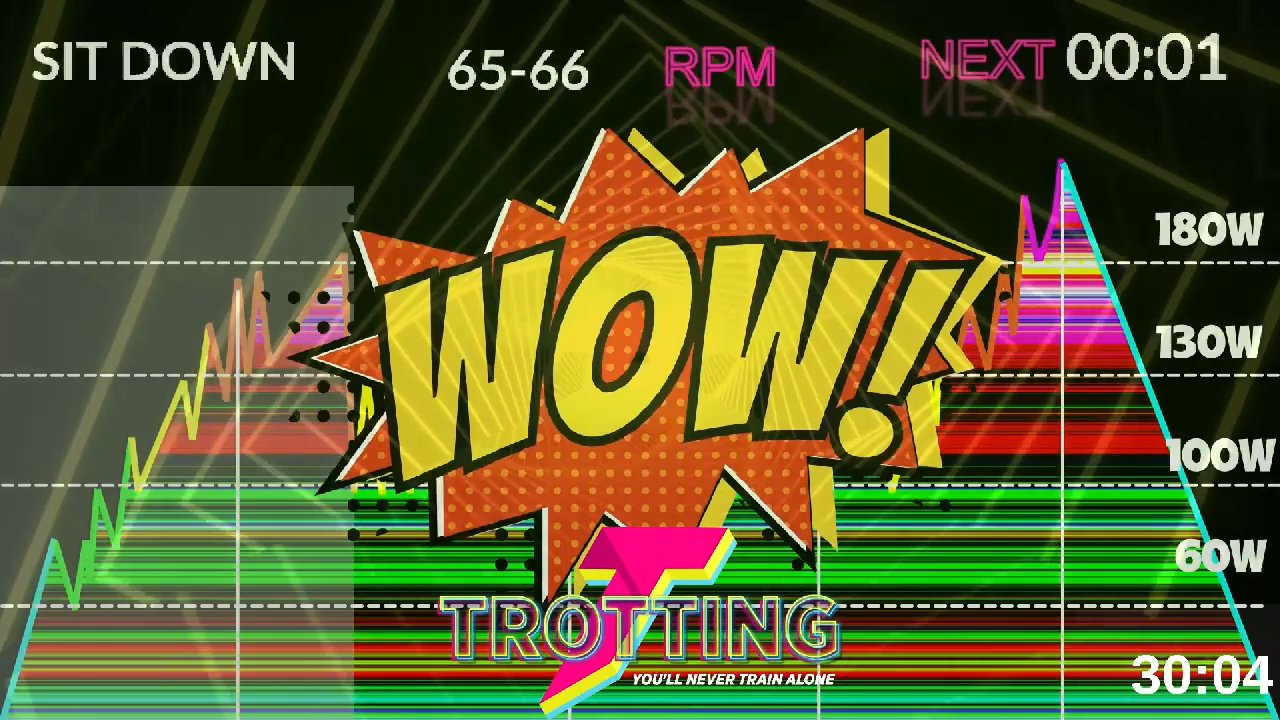 SIT DOWN
65-66
RPM
NEXT 00:01
WOW!
180W
130W
100W
60W
TROTTING
YOU'LL NEVER TRAIN ALONE
30:04